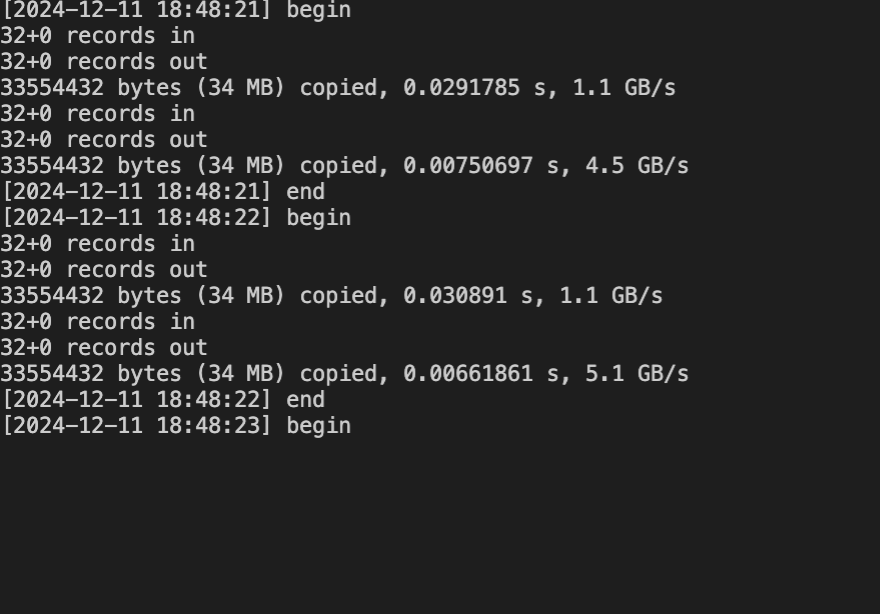 [2024-12-11 18:48:21] begin
32+0 records in
32+0 records out
33554432 bytes (34 MB) copied, 0.0291785 s, 1.1 GB/s
32+0 records in
32+0 records out
33554432 bytes (34 MB) copied, 0.00750697 s, 4.5 GB/s
[2024-12-11 18:48:21] end
[2024-12-11 18:48:22] begin
32+0 records in
32+0 records out
33554432 bytes (34 MB) copied, 0.030891 s, 1.1 GB/s
32+0 records in
32+0 records out
33554432 bytes (34 MB) copied, 0.00661861 s, 5.1 GB/s
[2024-12-11 18:48:22] end
[2024-12-11 18:48:23] begin